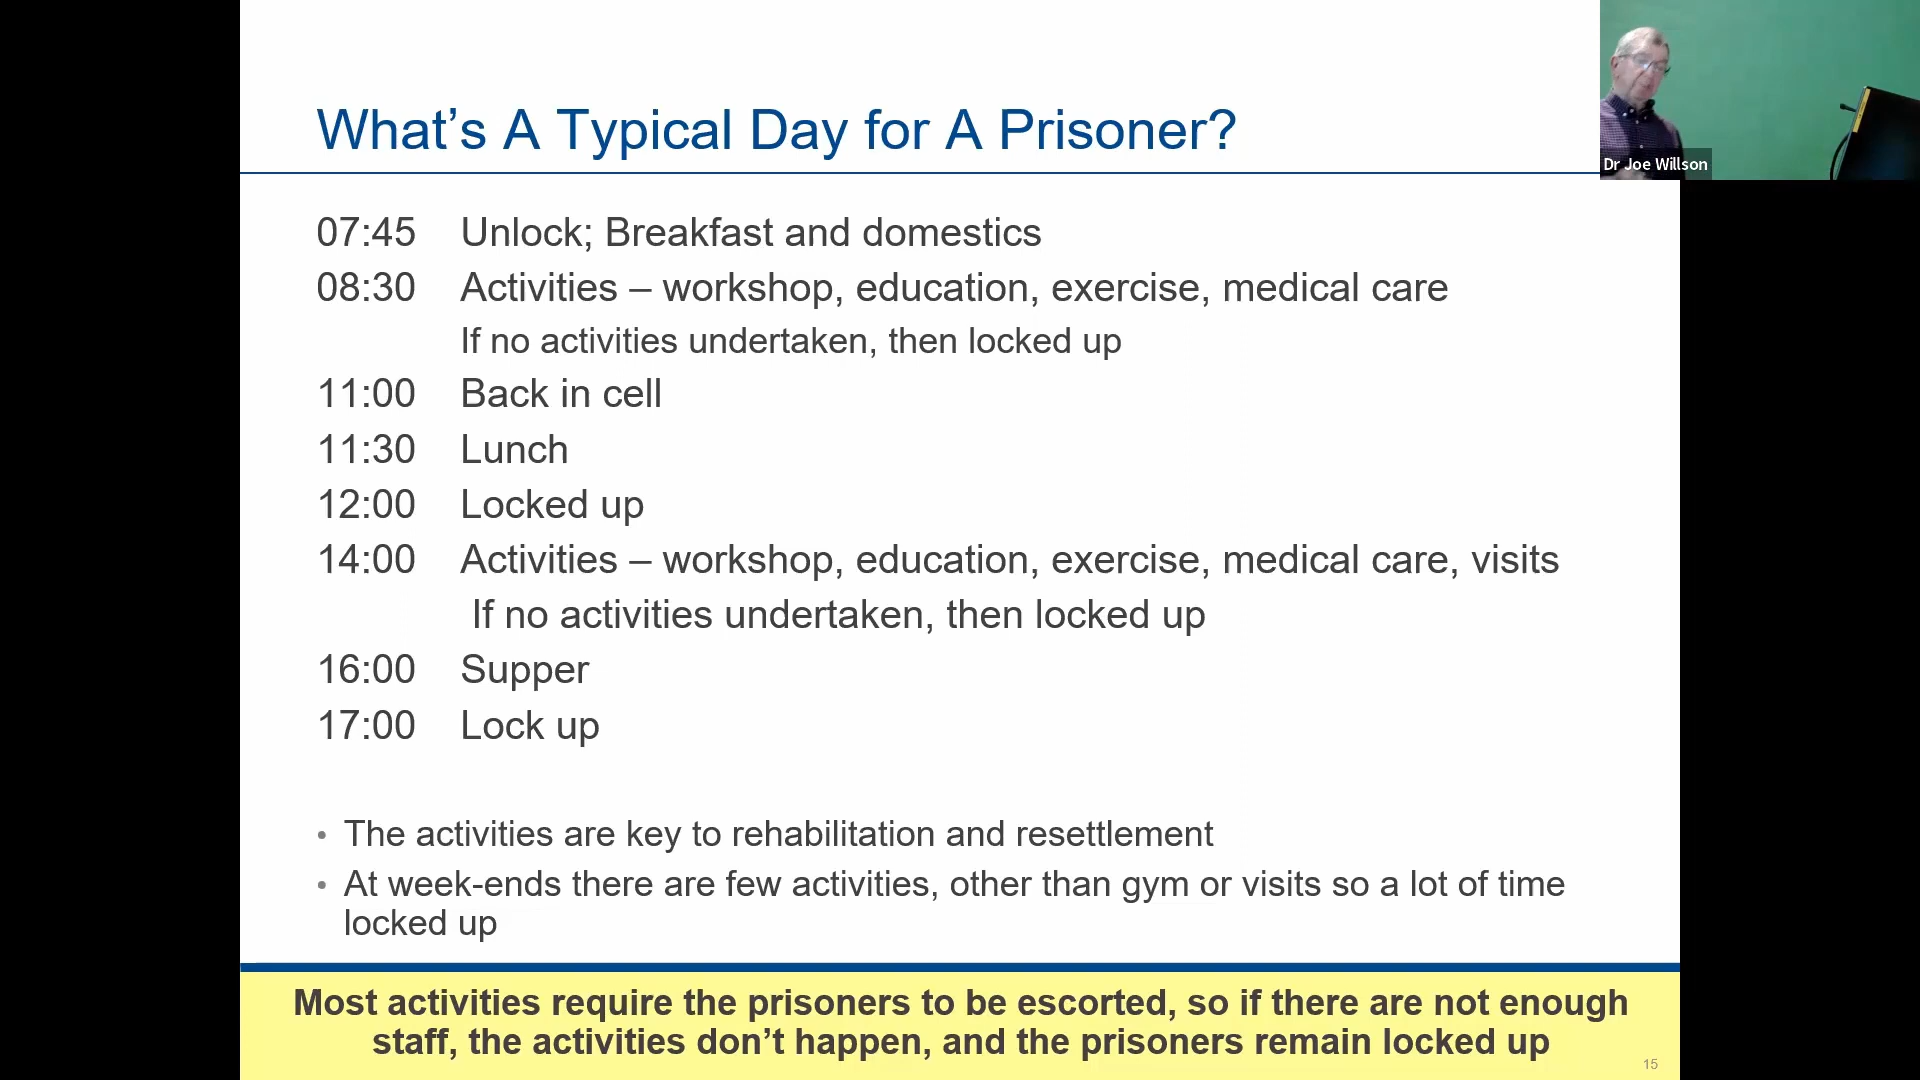 What’s A Typical Day for A Prisoner?
Dr Joe Willson
07:45 Unlock; Breakfast and domestics
08:30 Activities – workshop, education, exercise, medical care
If no activities undertaken, then locked up
11:00 Back in cell
11:30 Lunch
12:00 Locked up
14:00 Activities – workshop, education, exercise, medical care, visits
If no activities undertaken, then locked up
16:00 Supper
17:00 Lock up
• The activities are key to rehabilitation and resettlement
• At week-ends there are few activities, other than gym or visits so a lot of time
locked up
Most activities require the prisoners to be escorted, so if there are not enough
staff, the activities don’t happen, and the prisoners remain locked up
15